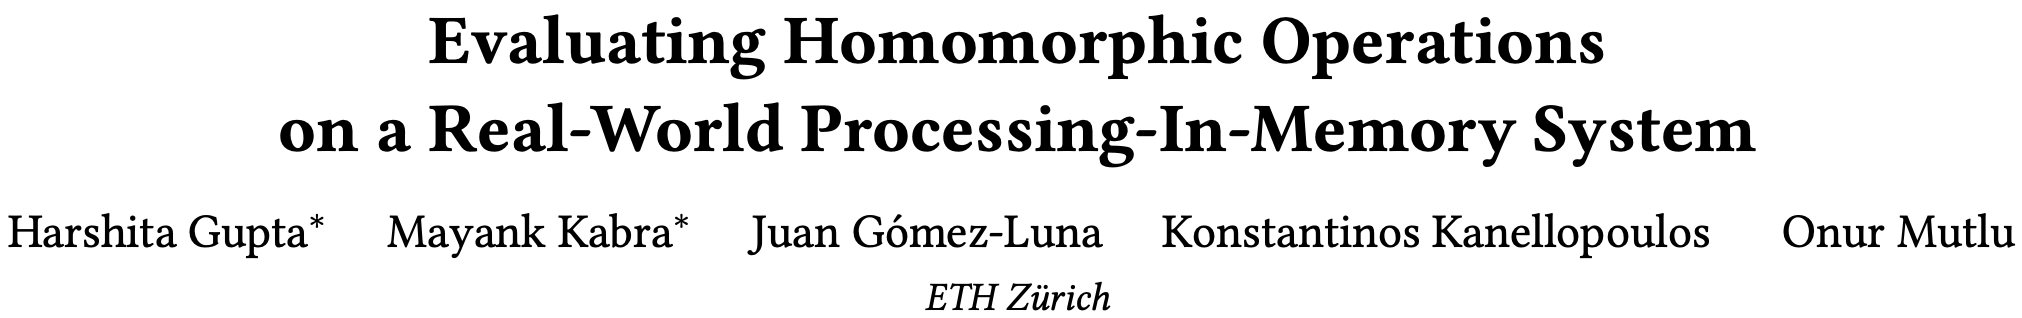 Evaluating Homomorphic Operations
on a Real-World Processing-In-Memory System
Harshita Gupta* Mayank Kabra* Juan Gómez-Luna Konstantinos Kanellopoulos Onur Mutlu
ETH Zürich